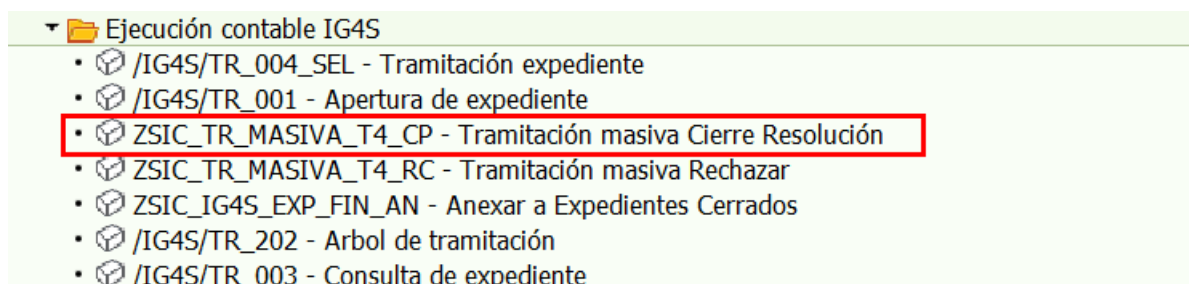 Ejecución contable IG4S
/IG4S/TR_004_SEL - Tramitación expediente
/IG4S/TR_001 - Apertura de expediente
ZSIC_TR_MASIVA_T4_CP - Tramitación masiva Cierre Resolución
ZSIC_TR_MASIVA_T4_RC - Tramitación masiva Rechazar
ZSIC_IG4S_EXP_FIN_AN - Anexar a Expedientes Cerrados
/IG4S/TR_202 - Arbol de tramitación
/IG4S/TR_003 - Consulta de expediente